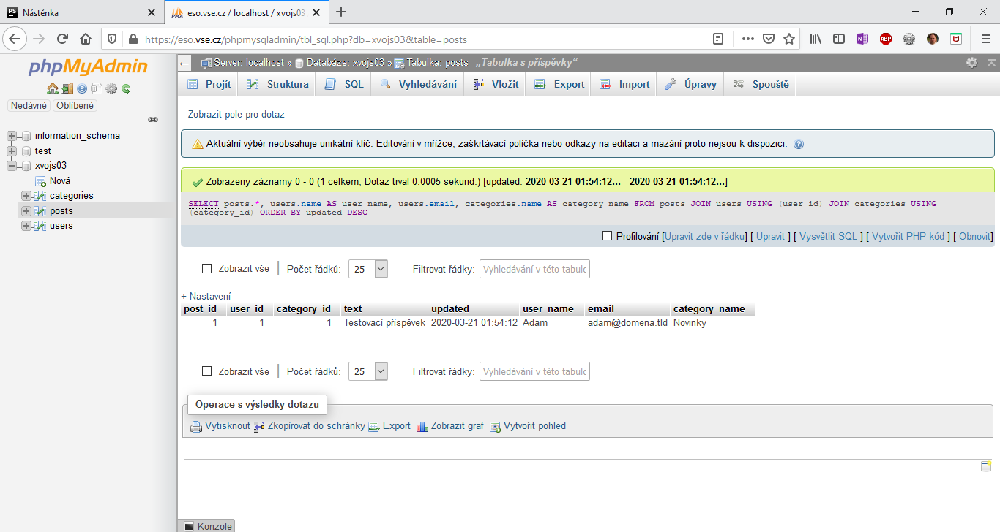 Nástěnka
eso.vse.cz / localhost / xvojs03
https://eso.vse.cz/phpmysqladmin/tbl_sql.php?db=xvojs03&table=posts
phpMyAdmin
Nedávné Oblíbené
information_schema
test
xvojs03
Nová
categories
posts
users
Server: localhost » Databáze: xvojs03 » Tabulka: posts „Tabulka s příspěvky“
Projít Struktura SQL Vyhledávání Vložit Export Import Úpravy Spouště
Zobrazit pole pro dotaz
Aktuální výběr neobsahuje unikátní klíč. Editování v mřížce, zaškrtávací políčka nebo odkazy na editaci a mazání proto nejsou k dispozici.
Zobrazeny záznamy 0 - 0 (1 celkem, Dotaz trval 0.0005 sekund.) [updated: 2020-03-21 01:54:12... - 2020-03-21 01:54:12...]
SELECT posts.*, users.name AS user_name, users.email, categories.name AS category_name FROM posts JOIN users USING (user_id) JOIN categories USING
(category_id) ORDER BY updated DESC
Profilování [Upravit zde v řádku] [ Upravit ] [ Vysvětlit SQL ] [ Vytvořit PHP kód ] [ Obnovit]
Zobrazit vše Počet řádků: 25 Filtrovat řádky: Vyhledávání v této tabulc
+ Nastavení
post_id user_id category_id text updated user_name email category_name
1 1 1 Testovací příspěvek 2020-03-21 01:54:12 Adam adam@domena.tld Novinky
Zobrazit vše Počet řádků: 25 Filtrovat řádky: Vyhledávání v této tabulc
Operace s výsledky dotazu
Vytisknout Zkopírovat do schránky Export Zobrazit graf Vytvořit pohled
Konzole